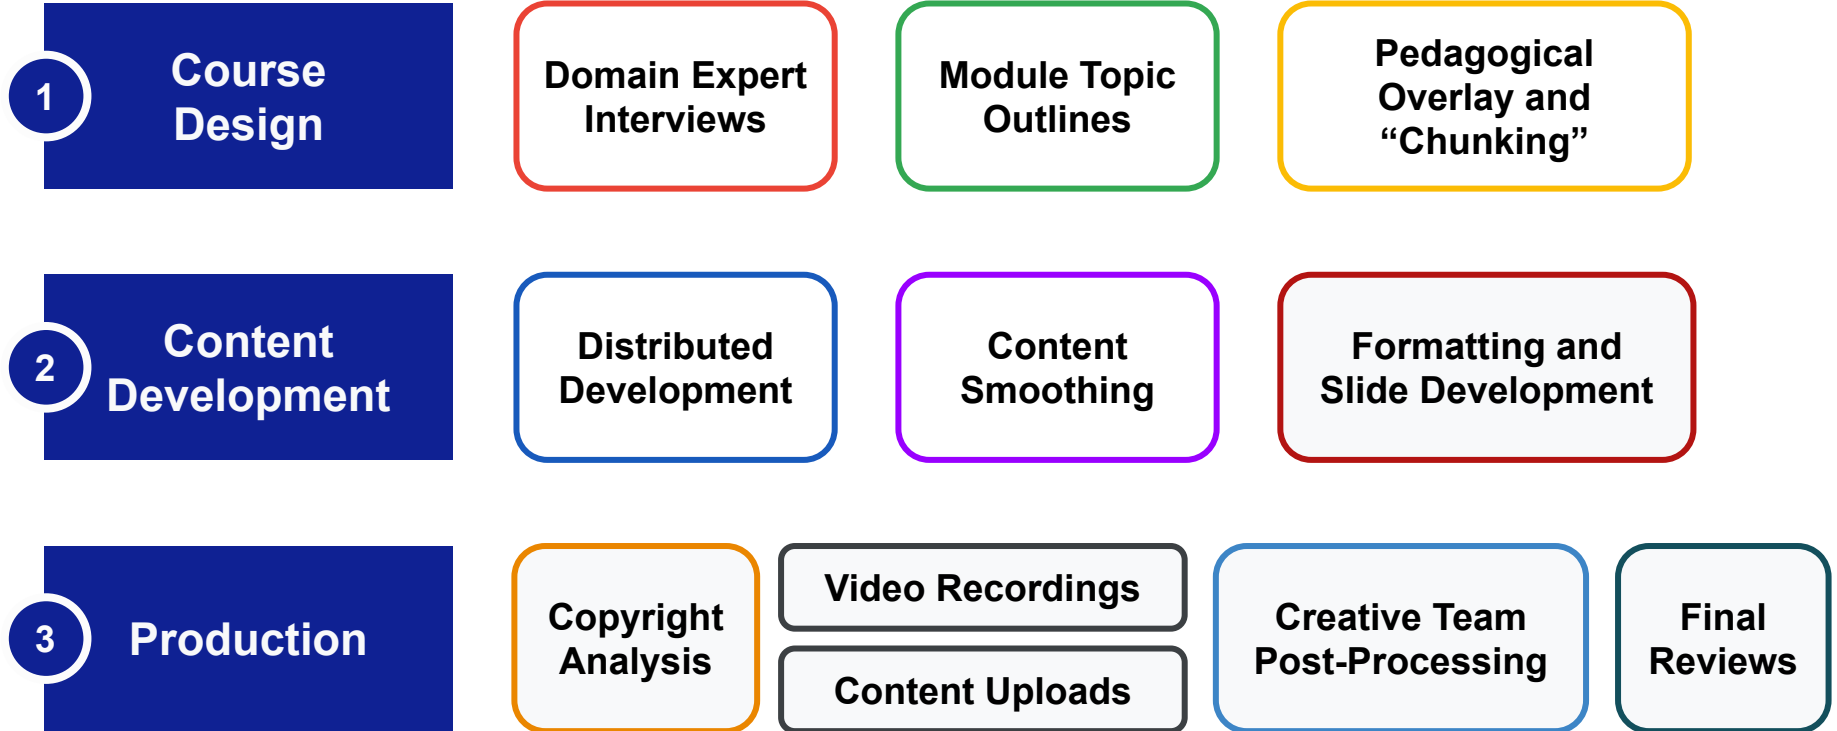 1
Course
Design
Domain Expert
Interviews
Module Topic
Outlines
Pedagogical
Overlay and
“Chunking”
2
Content
Development
Distributed
Development
Content
Smoothing
Formatting and
Slide Development
3
Production
Copyright
Analysis
Video Recordings
Content Uploads
Creative Team
Post-Processing
Final
Reviews